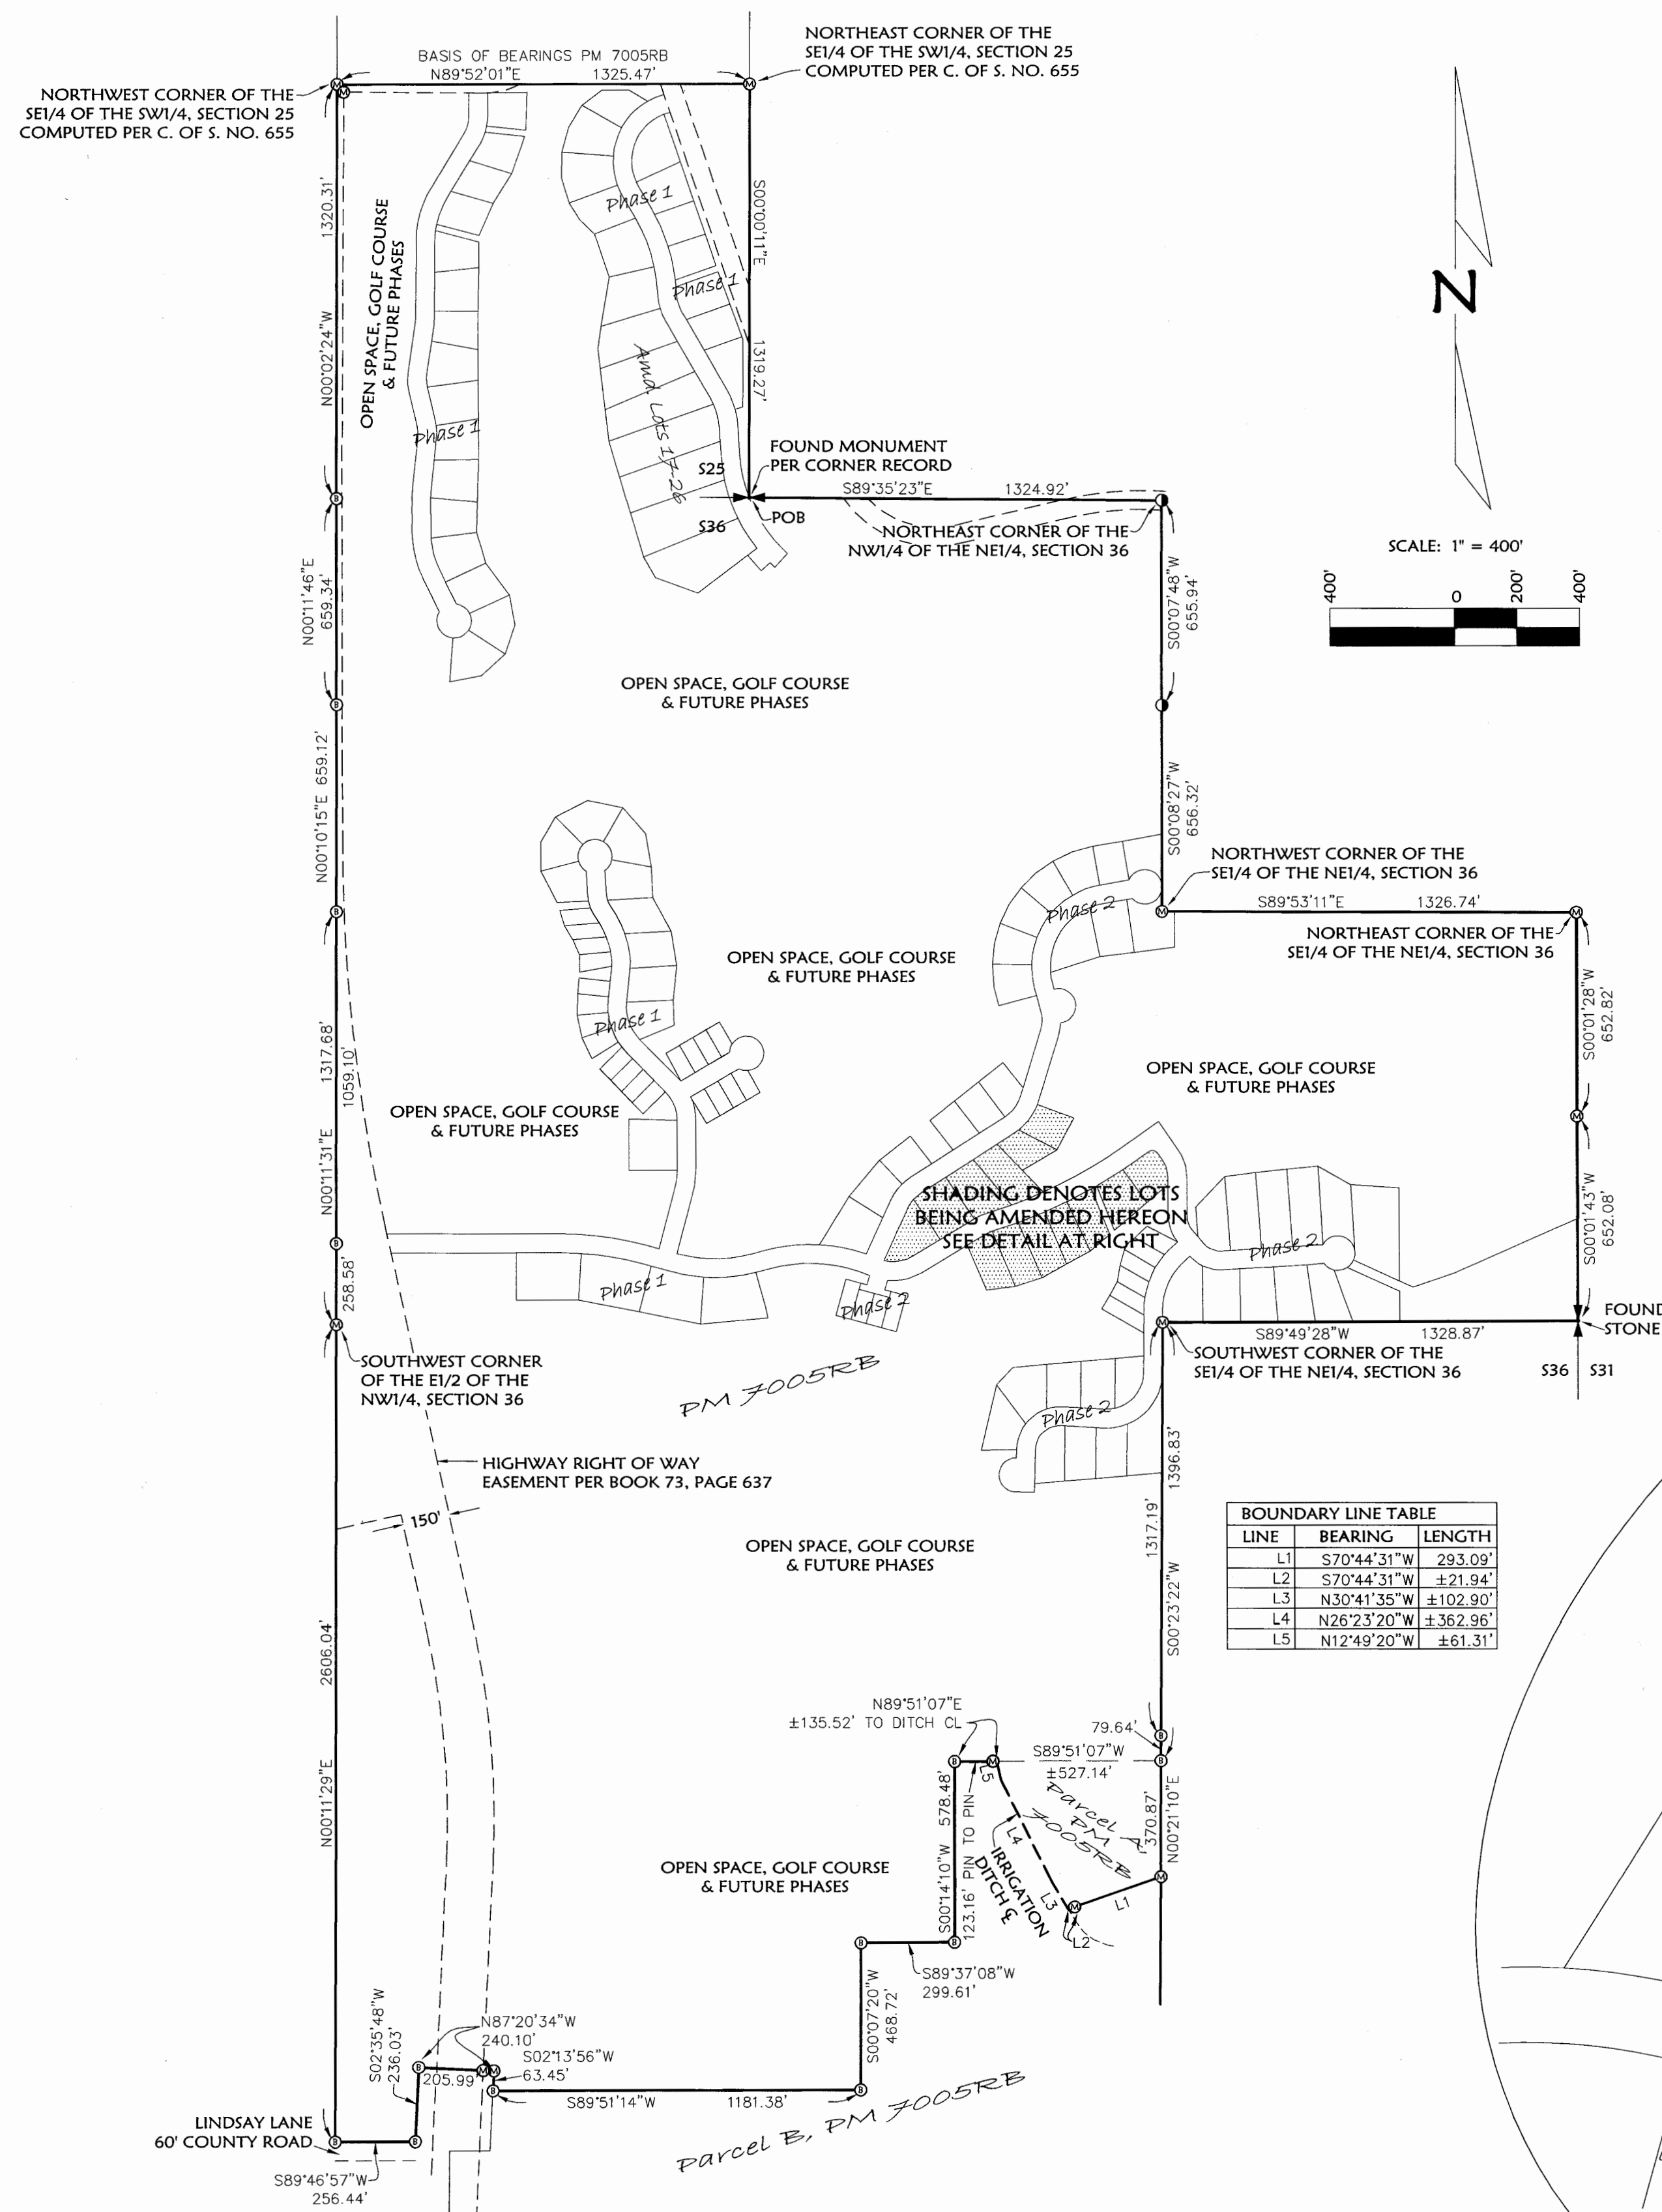 BASIS OF BEARINGS PM 7005RB
N89°52'01"E 1325.47'
NORTHEAST CORNER OF THE
SE1/4 OF THE SW1/4, SECTION 25
COMPUTED PER C. OF S. NO. 655
NORTHWEST CORNER OF THE
SE1/4 OF THE SW1/4, SECTION 25
COMPUTED PER C. OF S. NO. 655
1320.31'
N00°02'24"W
OPEN SPACE, GOLF COURSE
& FUTURE PHASES
Phase 1
Phase 1
Phase 1
Amd. Lots 17-26
S00°00'11"E
1319.27'
N
SCALE: 1" = 400'
400'
0
200'
400'
FOUND MONUMENT
PER CORNER RECORD
S25
S36
POB
S89°35'23"E 1324.92'
NORTHEAST CORNER OF THE
NW1/4 OF THE NE1/4, SECTION 36
N00°11'46"E
659.34'
S00°07'48"W
655.94'
OPEN SPACE, GOLF COURSE
& FUTURE PHASES
N00°10'15"E 659.12'
S00°08'27"W
656.32'
NORTHWEST CORNER OF THE
SE1/4 OF THE NE1/4, SECTION 36
S89°53'11"E 1326.74'
NORTHEAST CORNER OF THE
SE1/4 OF THE NE1/4, SECTION 36
Phase 2
OPEN SPACE, GOLF COURSE
& FUTURE PHASES
Phase 1
S00°01'28"W
652.82'
N00°11'31"E 1317.68'
1059.10'
258.58'
OPEN SPACE, GOLF COURSE
& FUTURE PHASES
OPEN SPACE, GOLF COURSE
& FUTURE PHASES
SHADING DENOTES LOTS
BEING AMENDED HEREON
SEE DETAIL AT RIGHT
S00°01'43"W
652.08'
Phase 2
Phase 1
Phase 2
FOUND
STONE
S36
S31
S89°49'28"W 1328.87'
SOUTHWEST CORNER OF THE
SE1/4 OF THE NE1/4, SECTION 36
SOUTHWEST CORNER
OF THE E1/2 OF THE
NW1/4, SECTION 36
PM 7005RB
Phase 2
HIGHWAY RIGHT OF WAY
EASEMENT PER BOOK 73, PAGE 637
150'
1396.83'
1317.19'
S00°23'22"W
OPEN SPACE, GOLF COURSE
& FUTURE PHASES
BOUNDARY LINE TABLE
LINE BEARING LENGTH
L1 S70°44'31"W 293.09'
L2 S70°44'31"W ±21.94'
L3 N30°41'35"W ±102.90'
L4 N26°23'20"W ±362.96'
L5 N12°49'20"W ±61.31'
2606.04'
N00°11'29"E
N89°51'07"E
±135.52' TO DITCH CL
79.64'
S89°51'07"W
±527.14'
L5
S00°14'10"W 578.48'
123.16' PIN TO PIN
L4
IRRIGATION
DITCH ℄
L3
L2
L1
Parcel A,
PM
7005RB
370.87'
N00°21'10"E
OPEN SPACE, GOLF COURSE
& FUTURE PHASES
S89°37'08"W
299.61'
S00°07'20"W
468.72'
S02°35'48"W
236.03'
N87°20'34"W
240.10'
205.99'
S02°13'56"W
63.45'
S89°51'14"W 1181.38'
Parcel B, PM 7005RB
LINDSAY LANE
60' COUNTY ROAD
S89°46'57"W
256.44'